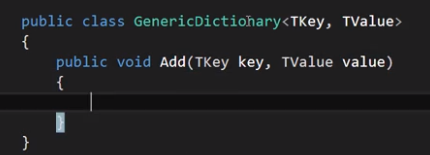 public class GenericDictionary<TKey, TValue>
{
    public void Add(TKey key, TValue value)
    {
    }
}